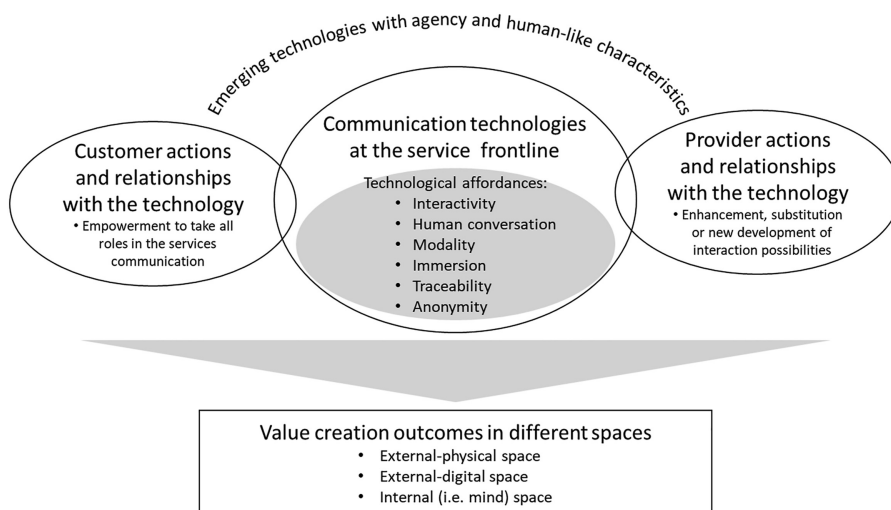 Emerging technologies with agency and human-like characteristics
Customer actions
and relationships
with the technology
• Empowerment to take all
roles in the services
communication
Communication technologies
at the service frontline
Technological affordances:
• Interactivity
• Human conversation
• Modality
• Immersion
• Traceability
• Anonymity
Provider actions
and relationships
with the technology
• Enhancement, substitution
or new development of
interaction possibilities
Value creation outcomes in different spaces
• External-physical space
• External-digital space
• Internal (i.e. mind) space